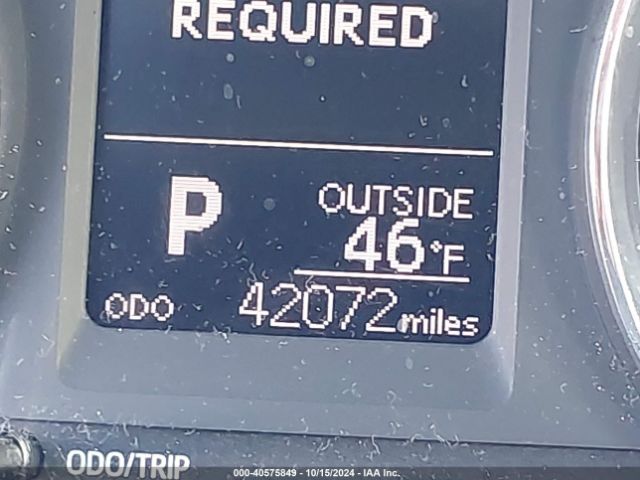 REQUIRED
P
OUTSIDE
46°F
ODO 42072 miles
ODO/TRIP
000-40575849 - 10/15/2024 - IAA Inc.